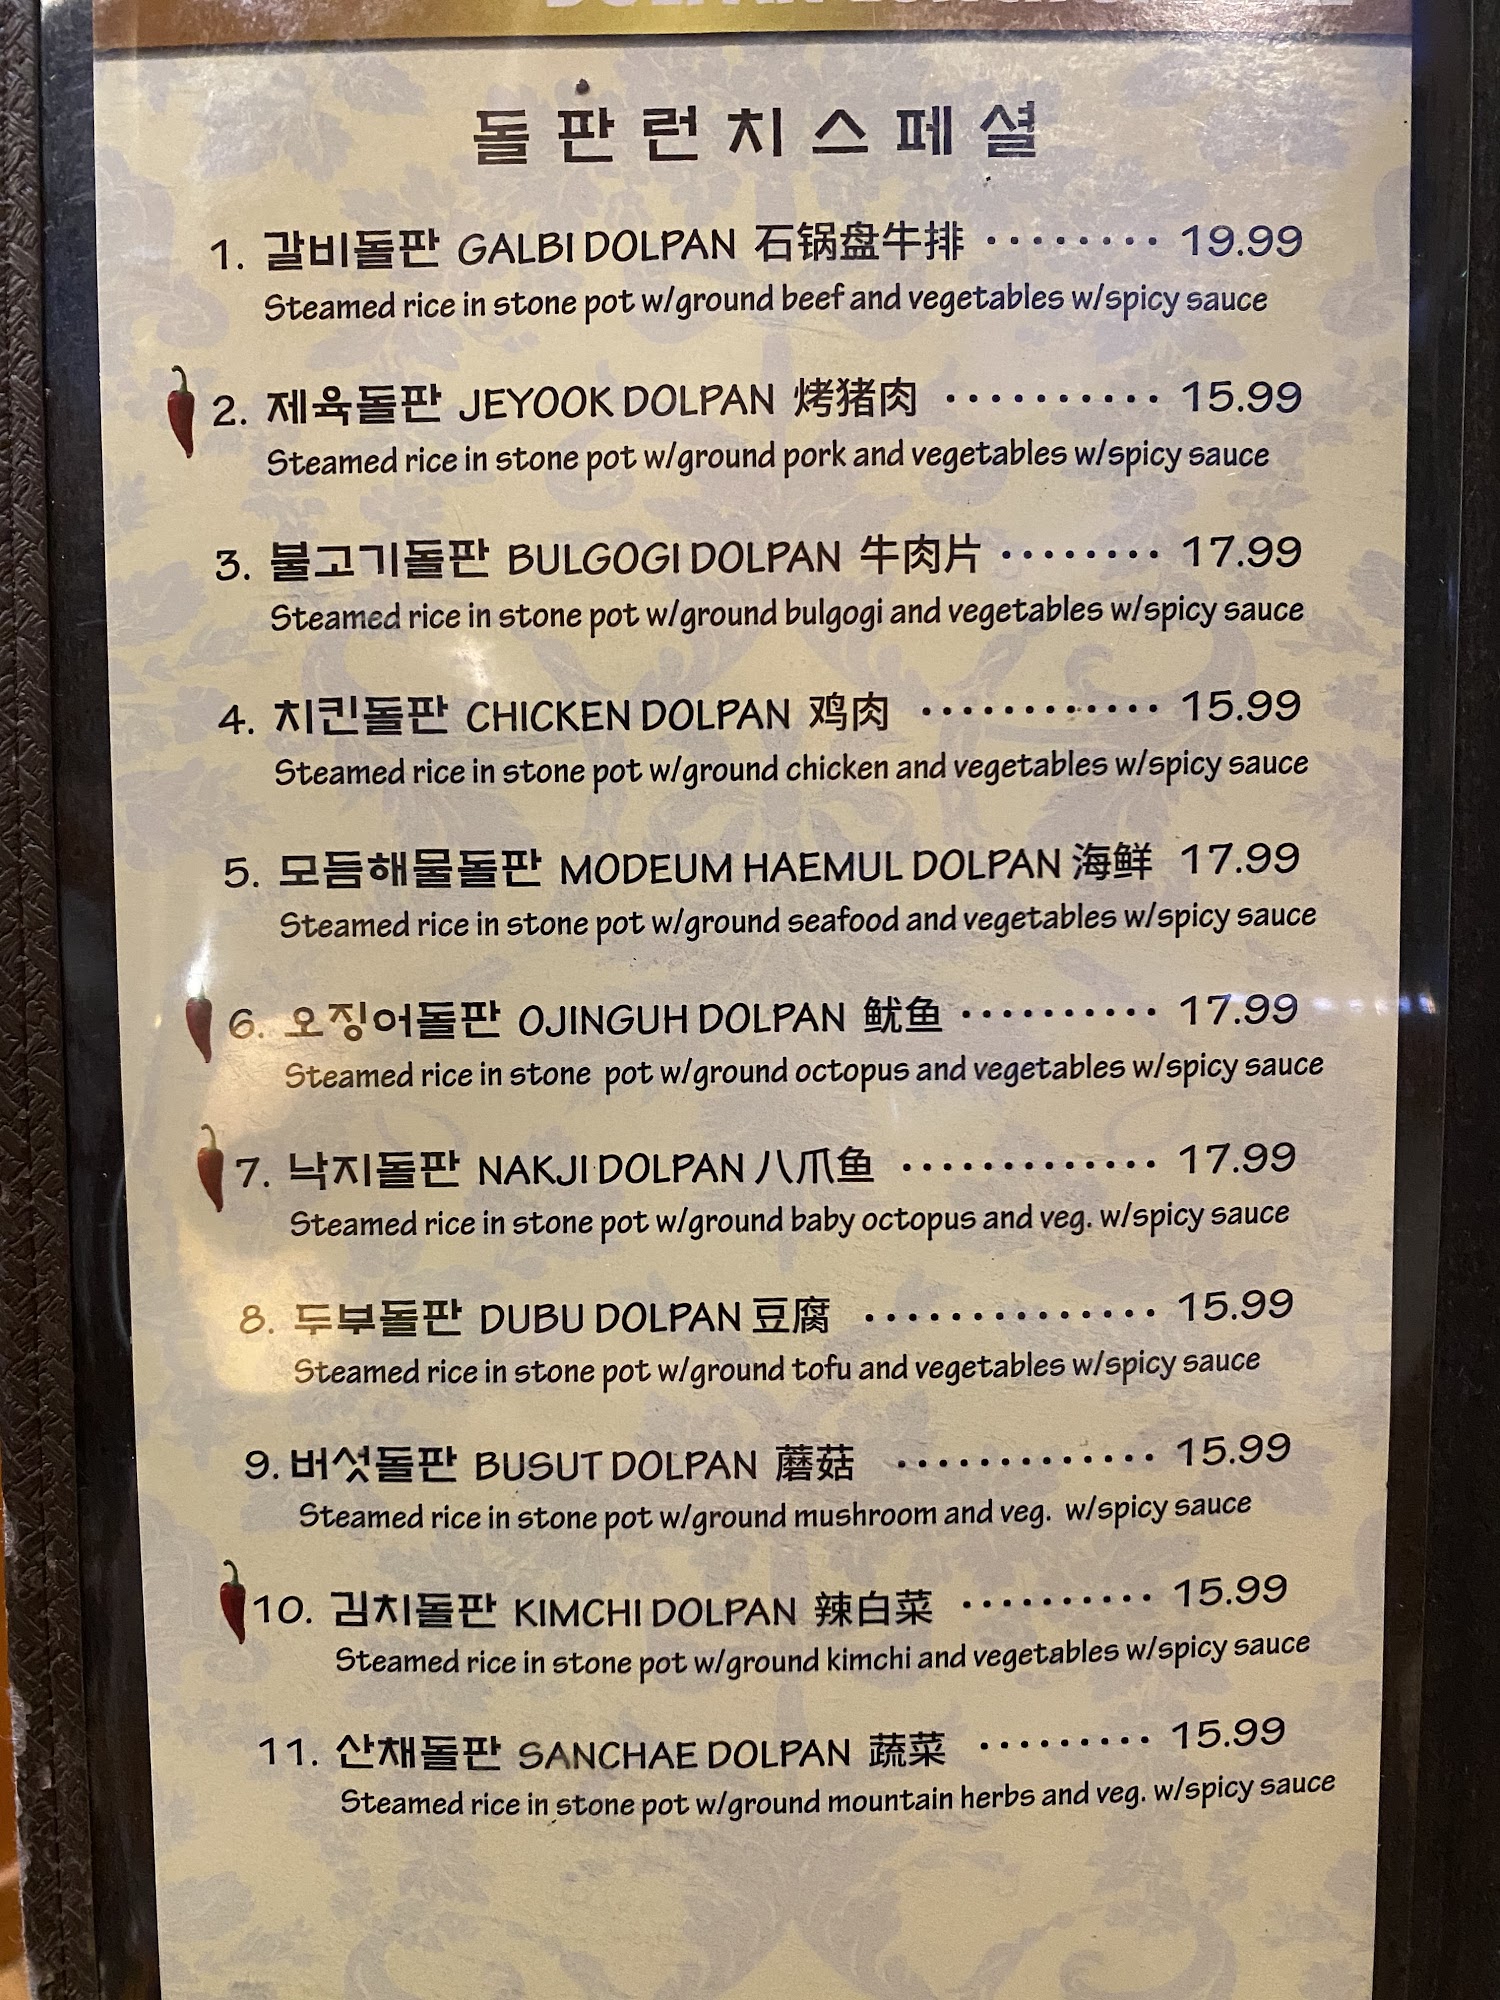 돌판런치스페셜
1. 갈비돌판 GALBI DOLPAN 石锅盘牛排 ········ 19.99
Steamed rice in stone pot w/ground beef and vegetables w/spicy sauce
2. 제육돌판 JEYOOK DOLPAN 烤猪肉 ·········· 15.99
Steamed rice in stone pot w/ground pork and vegetables w/spicy sauce
3. 불고기돌판 BULGOGI DOLPAN 牛肉片 ········ 17.99
Steamed rice in stone pot w/ground bulgogi and vegetables w/spicy sauce
4. 치킨돌판 CHICKEN DOLPAN 鸡肉 ············ 15.99
Steamed rice in stone pot w/ground chicken and vegetables w/spicy sauce
5. 모듬해물돌판 MODEUM HAEMUL DOLPAN 海鲜 17.99
Steamed rice in stone pot w/ground seafood and vegetables w/spicy sauce
6. 오징어돌판 OJINGUH DOLPAN 鱿鱼 ·········· 17.99
Steamed rice in stone pot w/ground octopus and vegetables w/spicy sauce
7. 낙지돌판 NAKJI DOLPAN 八爪鱼 ············· 17.99
Steamed rice in stone pot w/ground baby octopus and veg. w/spicy sauce
8. 두부돌판 DUBU DOLPAN 豆腐 ··············· 15.99
Steamed rice in stone pot w/ground tofu and vegetables w/spicy sauce
9. 버섯돌판 BUSUT DOLPAN 蘑菇 ············· 15.99
Steamed rice in stone pot w/ground mushroom and veg. w/spicy sauce
10. 김치돌판 KIMCHI DOLPAN 辣白菜 ·········· 15.99
Steamed rice in stone pot w/ground kimchi and vegetables w/spicy sauce
11. 산채돌판 SANCHAE DOLPAN 蔬菜 ········· 15.99
Steamed rice in stone pot w/ground mountain herbs and veg. w/spicy sauce